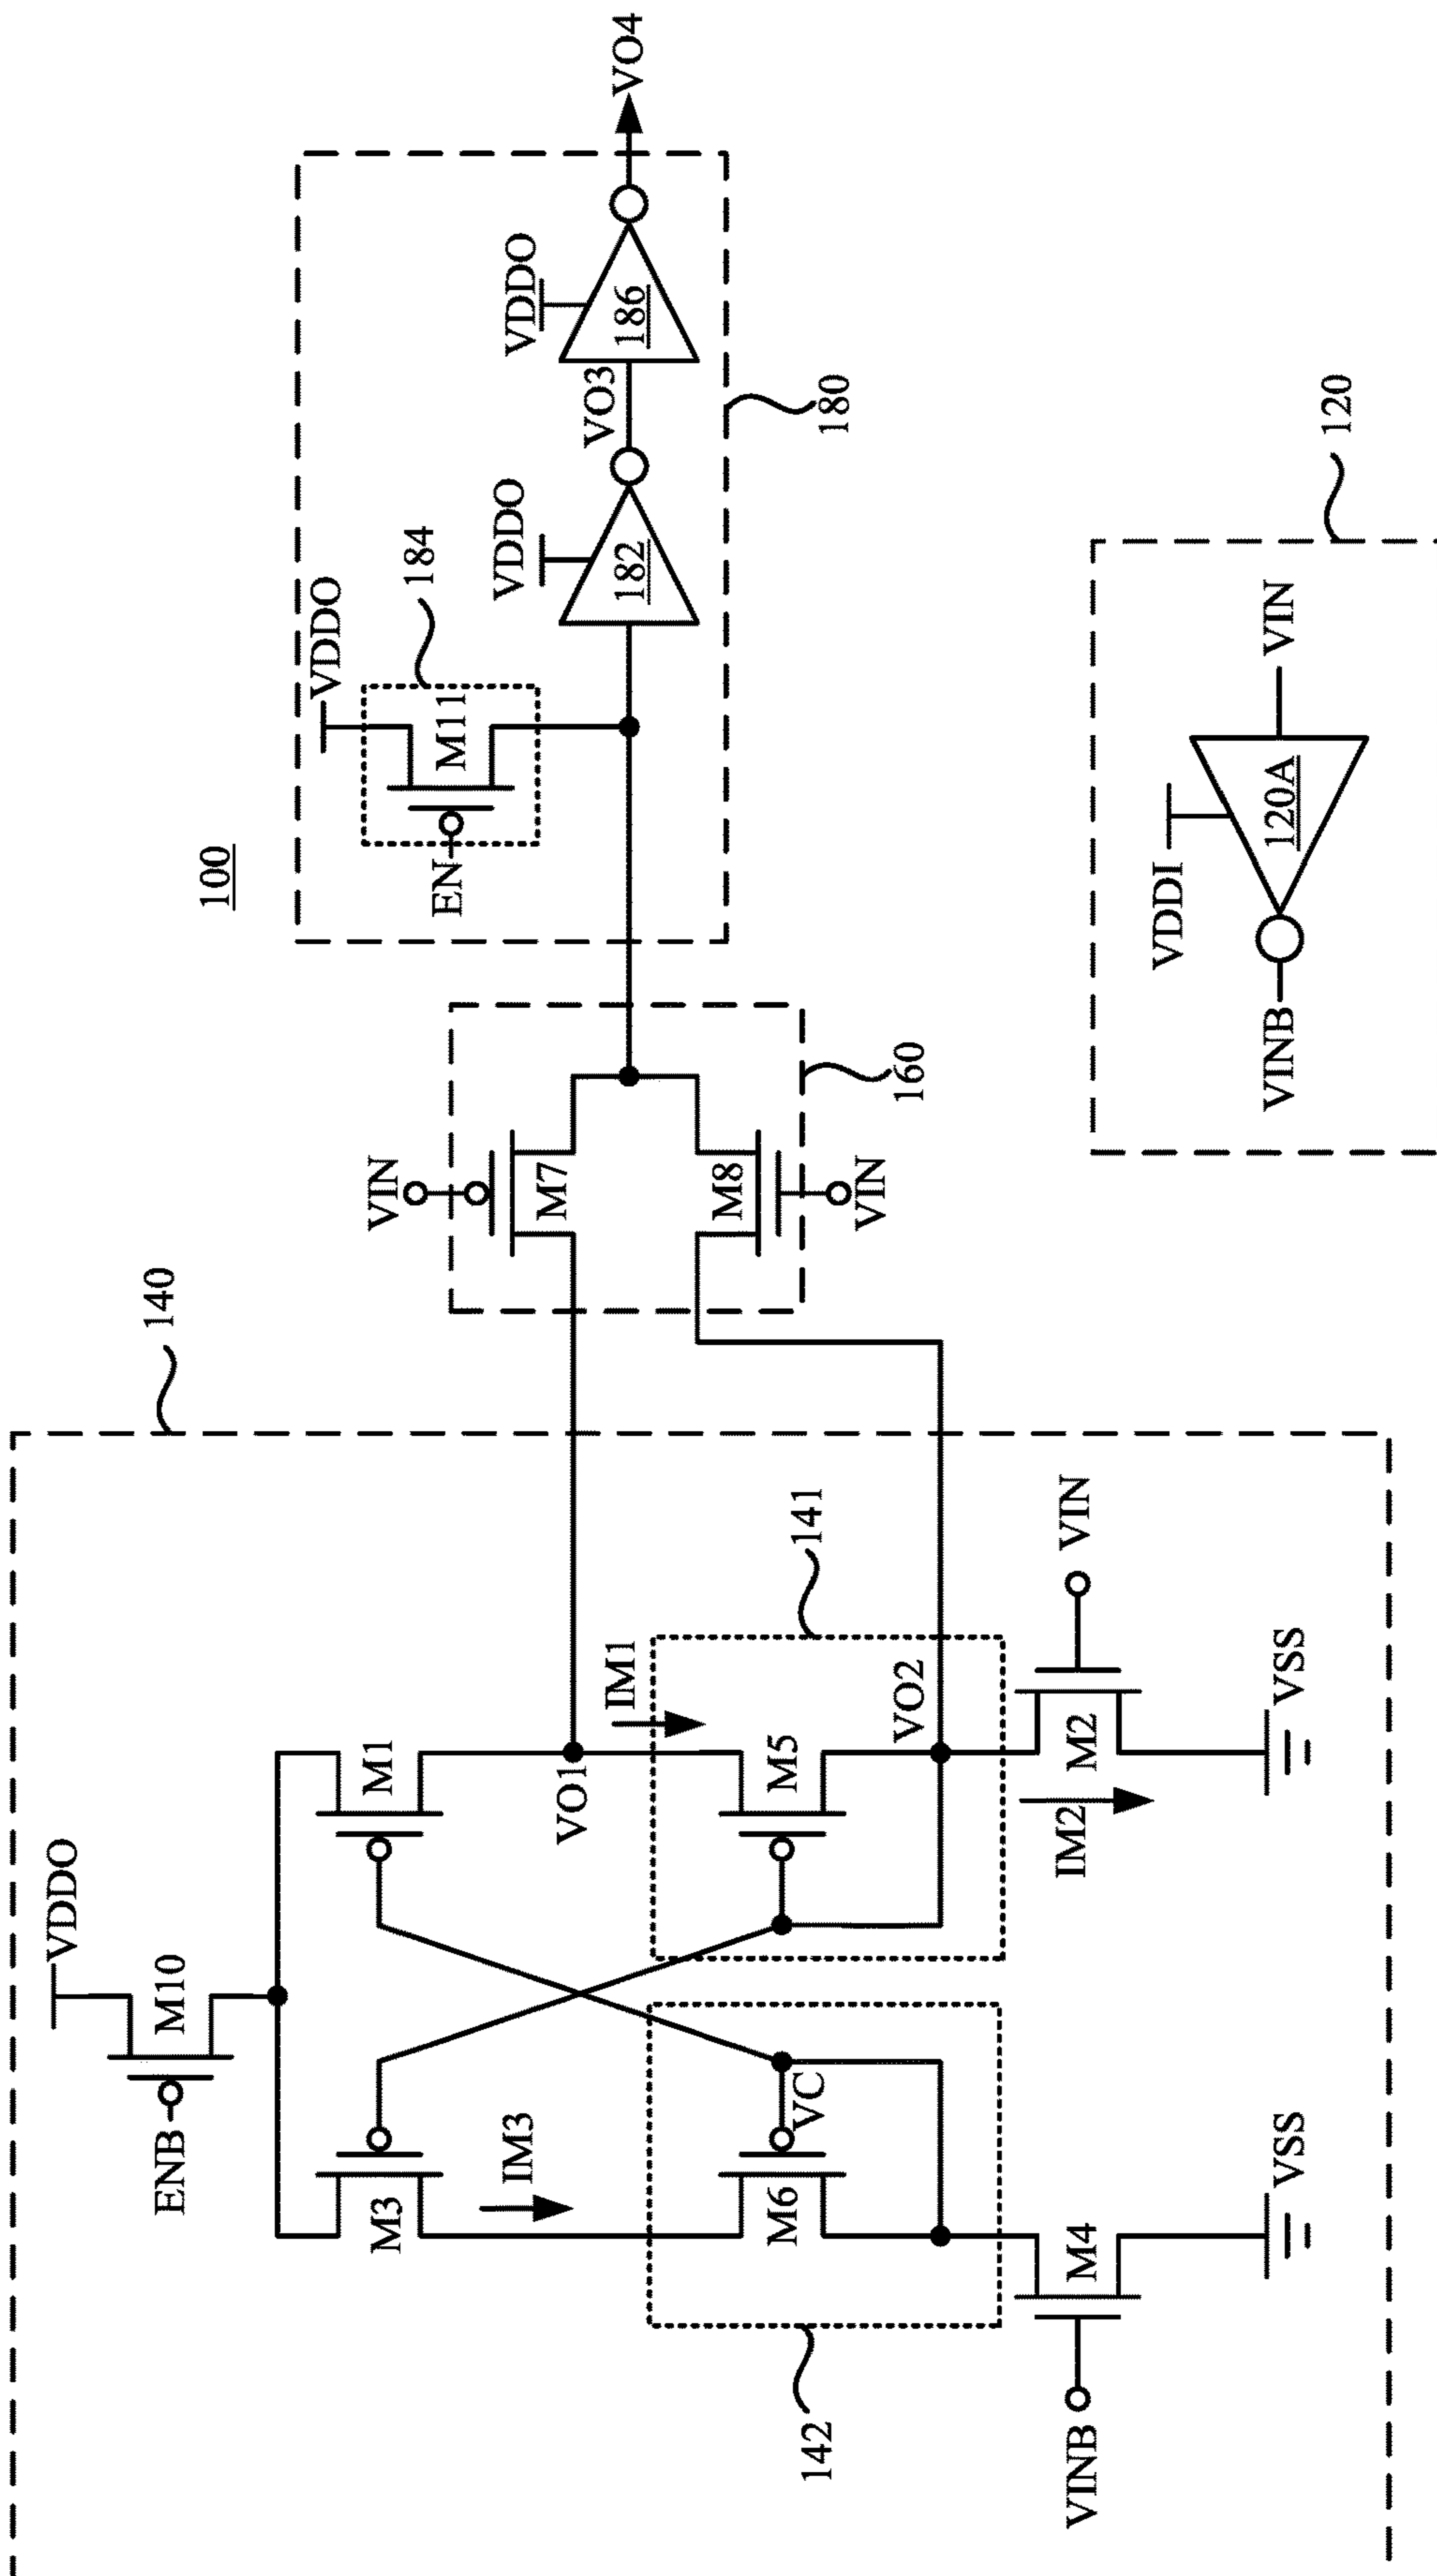 100
140
VDDO
ENB
M10
M3
M1
IM3
VO1
IM1
142
M6
VC
M5
141
VO2
VINB
M4
VSS
IM2
M2
VIN
VSS
160
VIN
M7
M8
VIN
180
VDDO
184
EN
M11
VDDO
182
VO3
VDDO
186
VO4
120
VDDI
VINB
120A
VIN